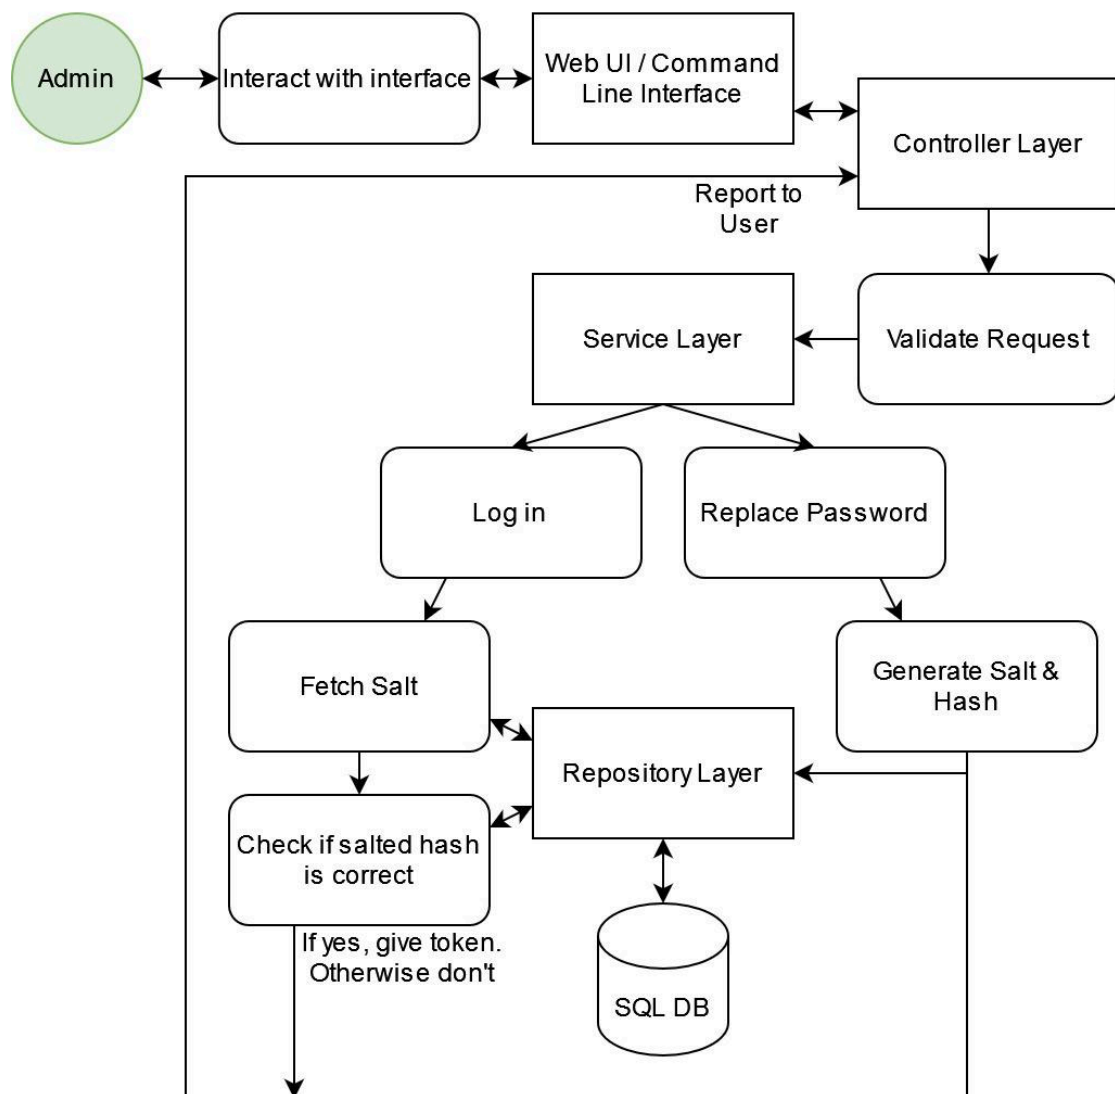 Admin
Interact with interface
Web UI / Command
Line Interface
Controller Layer
Report to
User
Service Layer
Validate Request
Log in
Replace Password
Fetch Salt
Generate Salt &
Hash
Repository Layer
Check if salted hash
is correct
If yes, give token.
Otherwise don't
SQL DB